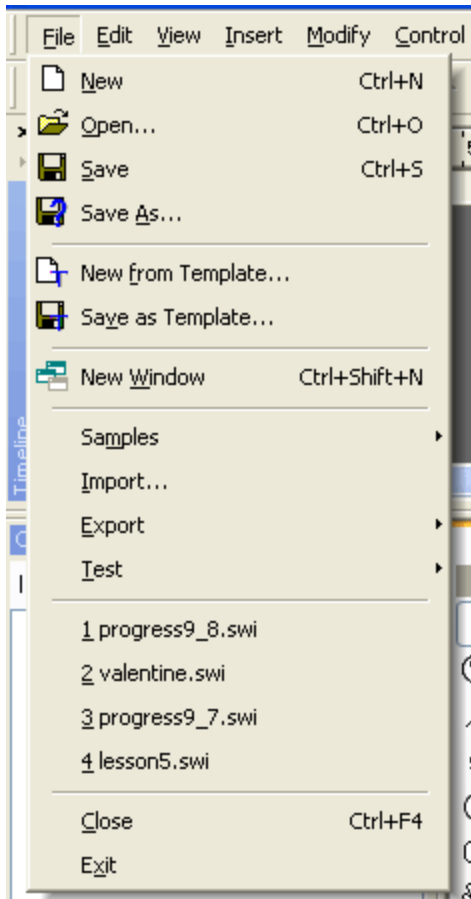 File Edit View Insert Modify Control
New Ctrl+N
Open... Ctrl+O
Save Ctrl+S
Save As...
New from Template...
Save as Template...
New Window Ctrl+Shift+N
Timeline
Samples
Import...
Export
Test
1 progress9_8.swi
2 valentine.swi
3 progress9_7.swi
4 lesson5.swi
Close Ctrl+F4
Exit